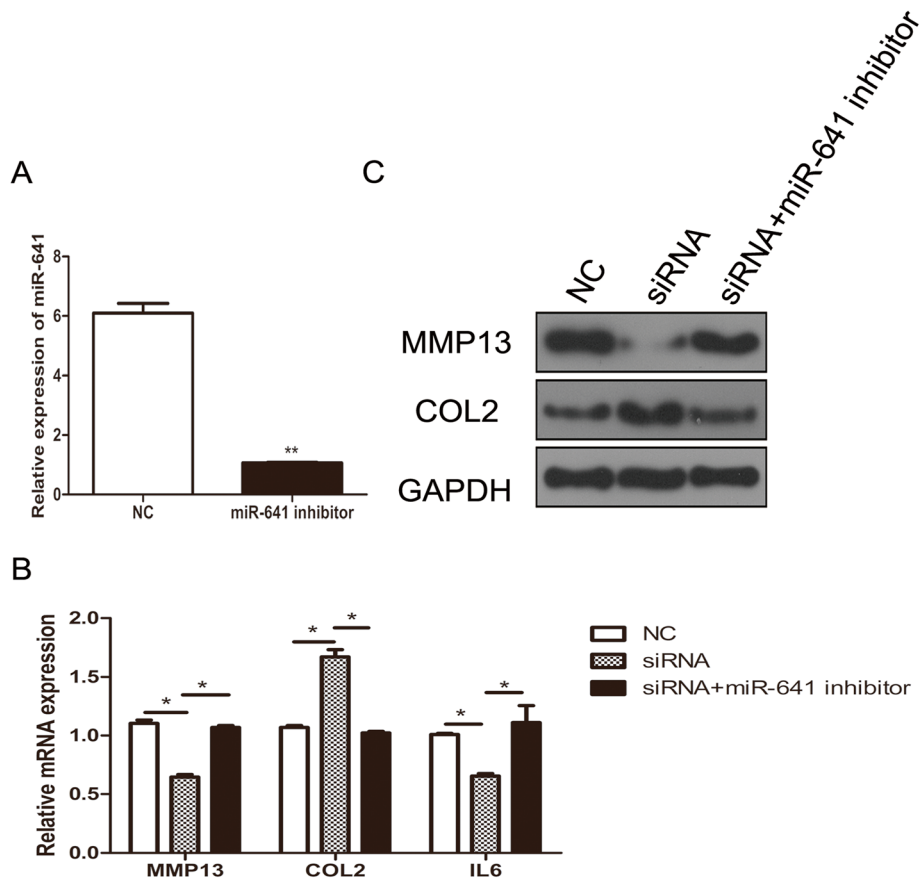 A
Relative expression of miR-641
8
6
4
2
0
**
NC
miR-641 inhibitor
C
NC
siRNA
siRNA+miR-641 inhibitor
MMP13
COL2
GAPDH
B
Relative mRNA expression
2.0
1.5
1.0
0.5
0.0
* * * * * *
MMP13
COL2
IL6
NC
siRNA
siRNA+miR-641 inhibitor